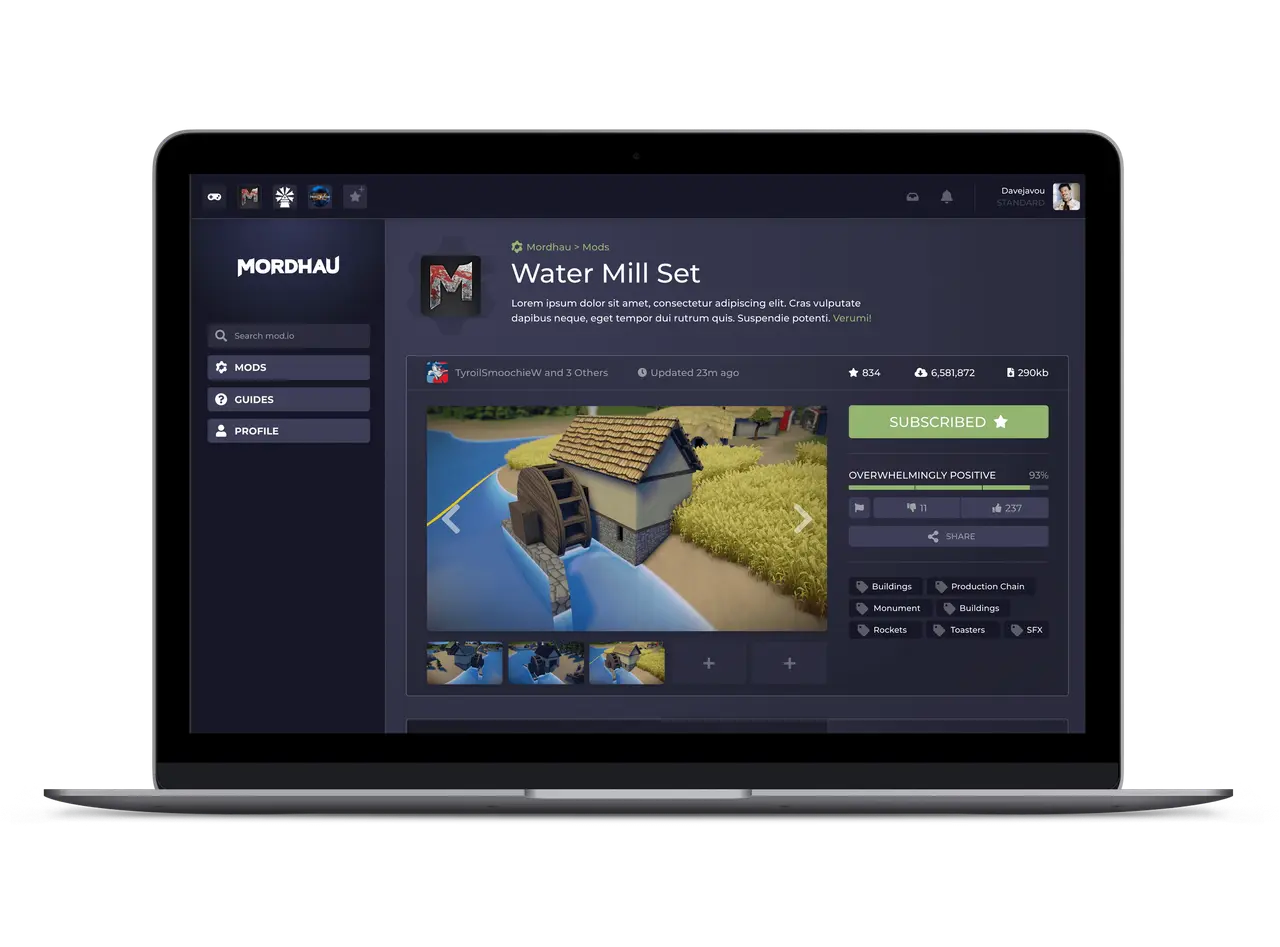 Davejavou
STANDARD
MORDHAU
Search mod.io
MODS
GUIDES
PROFILE
Mordhau > Mods
Water Mill Set
Lorem ipsum dolor sit amet, consectetur adipiscing elit. Cras vulputate
dapibus neque, eget tempor dui rutrum quis. Suspendie potenti. Verumi!
TyroilSmoochieW and 3 Others
Updated 23m ago
834
6,581,872
290kb
SUBSCRIBED
OVERWHELMINGLY POSITIVE 93%
11
237
SHARE
Buildings
Production Chain
Monument
Buildings
Rockets
Toasters
SFX